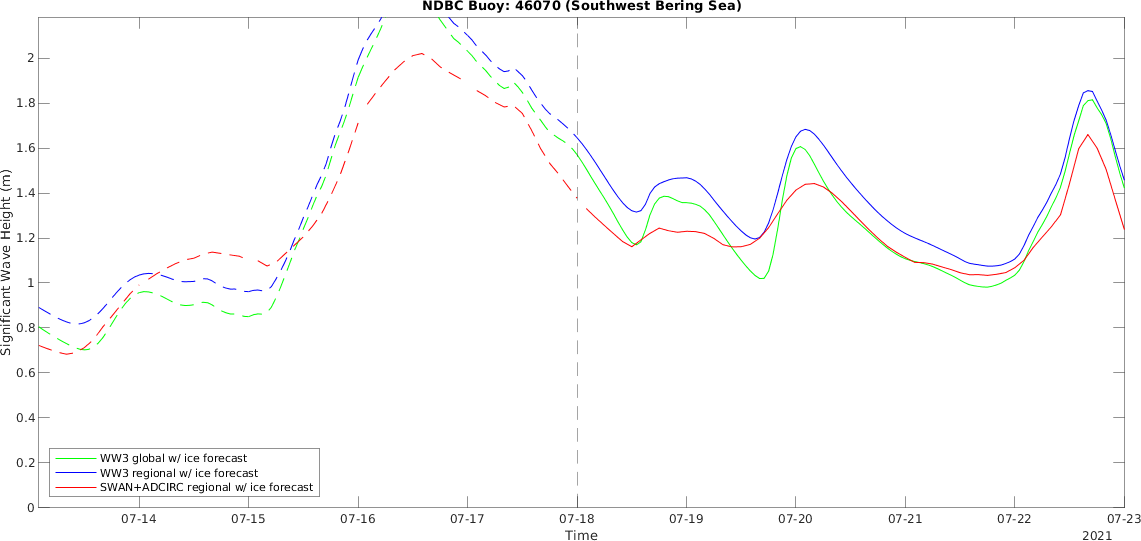 NDBC Buoy: 46070 (Southwest Bering Sea)
Significant Wave Height (m)
2
1.8
1.6
1.4
1.2
1
0.8
0.6
0.4
0.2
0
WW3 global w/ ice forecast
WW3 regional w/ ice forecast
SWAN+ADCIRC regional w/ ice forecast
07-14 07-15 07-16 07-17 07-18 07-19 07-20 07-21 07-22 07-23
Time
2021